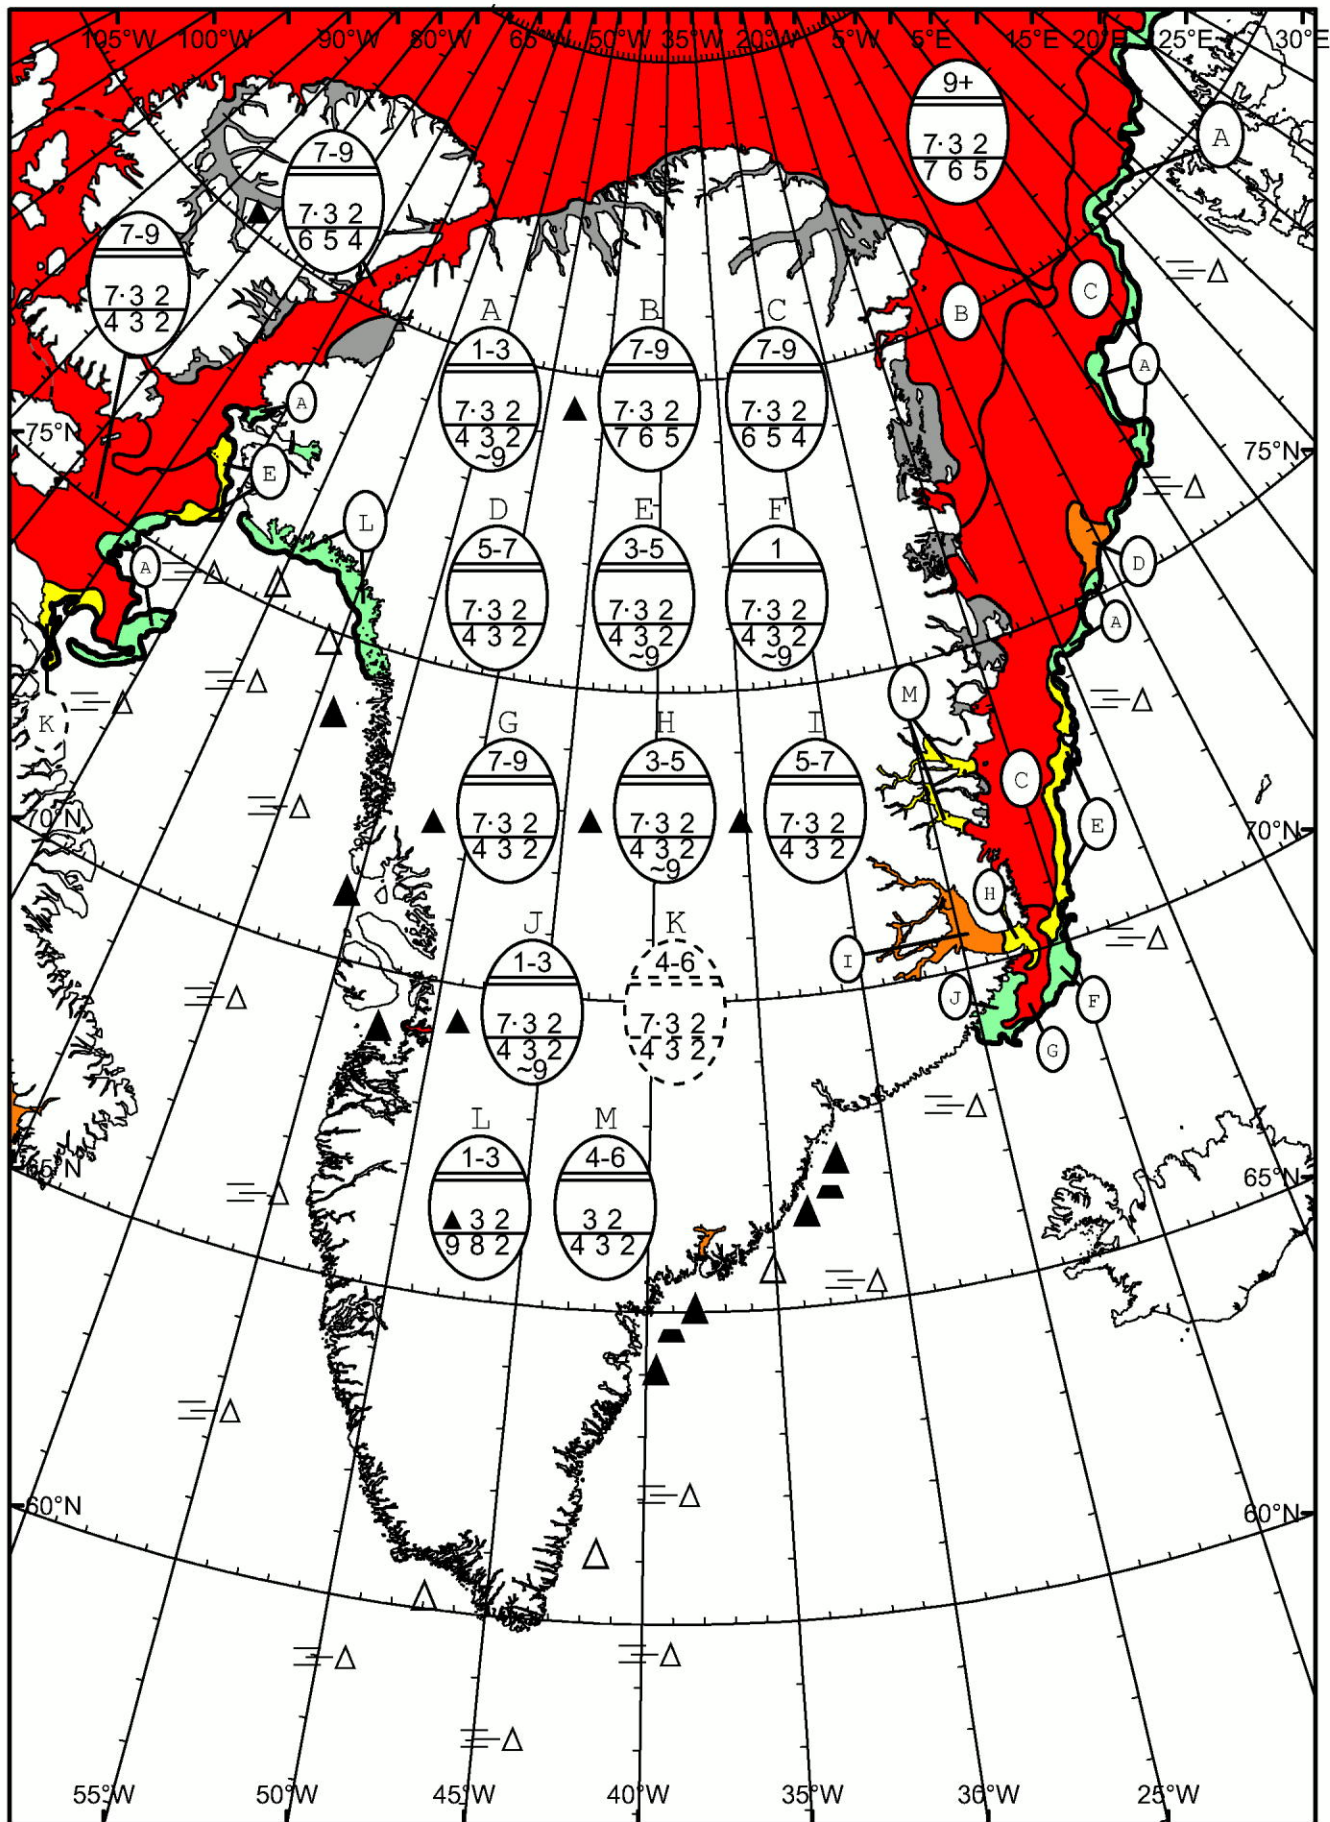 105°W 100°W 90°W 80°W 65°W 50°W 35°W 20°W 5°W 5°E 15°E 20°E 25°E 30°E
9+
7·3 2
7 6 5
A
7-9
7·3 2
6 5 4
7-9
7·3 2
4 3 2
C
B
A B C
1-3 7-9 7-9
7·3 2 7·3 2 7·3 2
4 3 2 7 6 5 6 5 4
~9
A
A
75°N
75°N
E
L
D E F
5-7 3-5 1
7·3 2 7·3 2 7·3 2
4 3 2 4 3 2 4 3 2
~9 ~9
D
A
A
M
K
G H I
7-9 3-5 5-7
7·3 2 7·3 2 7·3 2
4 3 2 4 3 2 4 3 2
~9
C
E
70°N
70°N
H
J K
1-3 4-6
7·3 2 7·3 2
4 3 2 4 3 2
~9
I
J
F
G
L M
1-3 4-6
▲ 3 2 3 2
9 8 2 4 3 2
65°N
65°N
60°N
60°N
55°W 50°W 45°W 40°W 35°W 30°W 25°W